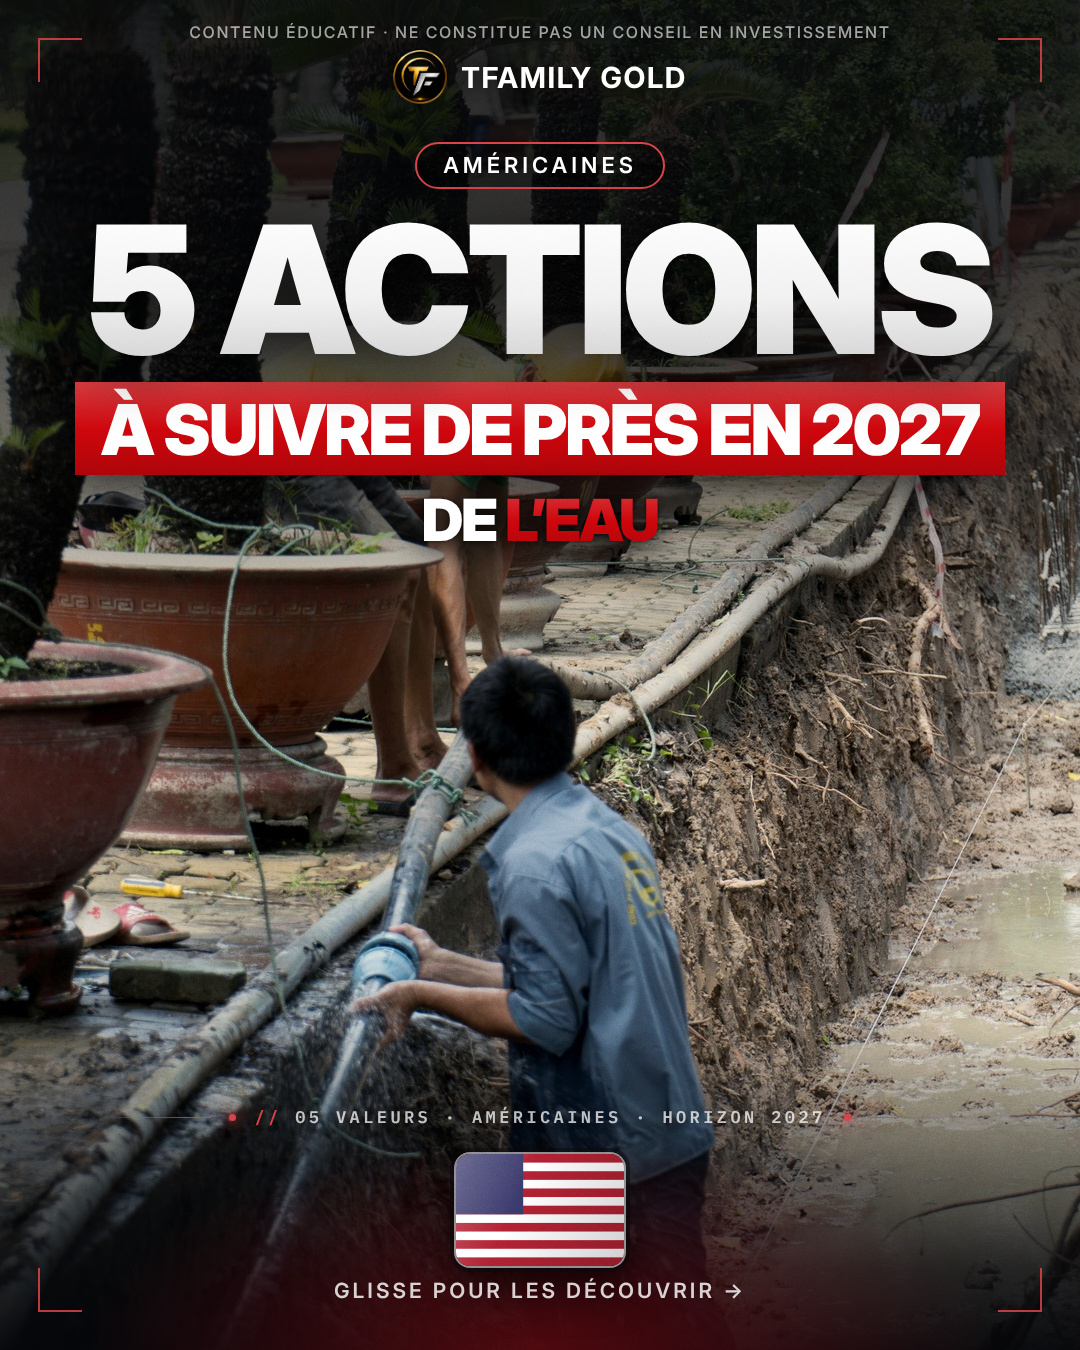 CONTENU ÉDUCATIF · NE CONSTITUE PAS UN CONSEIL EN INVESTISSEMENT
TF TFAMILY GOLD
AMÉRICAINES
5 ACTIONS
À SUIVRE DE PRÈS EN 2027
DE L'EAU
// 05 VALEURS · AMÉRICAINES · HORIZON 2027
GLISSE POUR LES DÉCOUVRIR →